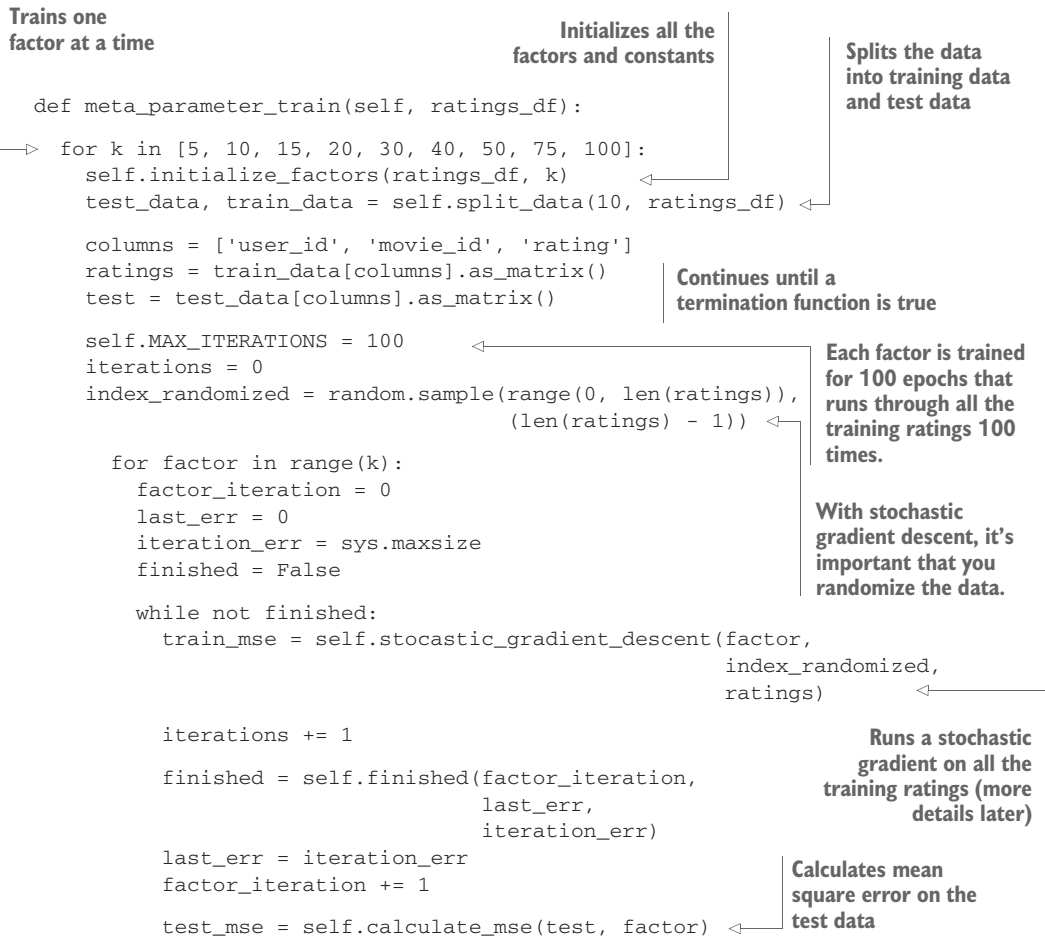 Trains one
factor at a time
Initializes all the
factors and constants
Splits the data
into training data
and test data
def meta_parameter_train(self, ratings_df):
for k in [5, 10, 15, 20, 30, 40, 50, 75, 100]:
self.initialize_factors(ratings_df, k)
test_data, train_data = self.split_data(10, ratings_df)
columns = ['user_id', 'movie_id', 'rating']
ratings = train_data[columns].as_matrix()
test = test_data[columns].as_matrix()
Continues until a
termination function is true
self.MAX_ITERATIONS = 100
iterations = 0
index_randomized = random.sample(range(0, len(ratings)),
(len(ratings) - 1))
Each factor is trained
for 100 epochs that
runs through all the
training ratings 100
times.
for factor in range(k):
factor_iteration = 0
last_err = 0
iteration_err = sys.maxsize
finished = False
With stochastic
gradient descent, it's
important that you
randomize the data.
while not finished:
train_mse = self.stocastic_gradient_descent(factor,
index_randomized,
ratings)
iterations += 1
Runs a stochastic
gradient on all the
training ratings (more
details later)
finished = self.finished(factor_iteration,
last_err,
iteration_err)
last_err = iteration_err
factor_iteration += 1
Calculates mean
square error on the
test data
test_mse = self.calculate_mse(test, factor)